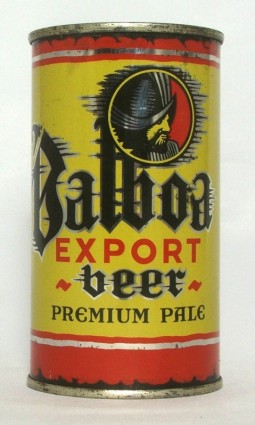 Balboa
EXPORT
~ beer ~
PREMIUM PALE